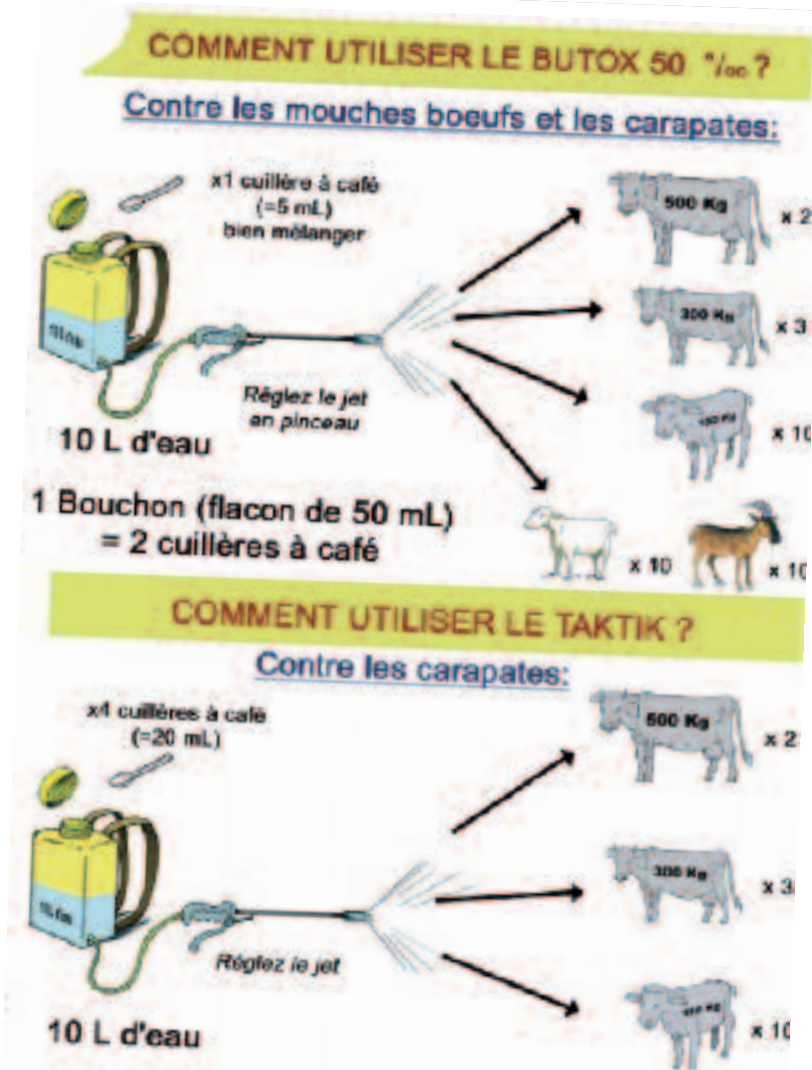 COMMENT UTILISER LE BUTOX 50 °/oo ?
Contre les mouches boeufs et les carapates:
x1 cuillère à café
(=5 mL)
bien mélanger
500 Kg
x 2
300 Kg
x 3
Réglez le jet
en pinceau
x 10
10 L d'eau
1 Bouchon (flacon de 50 mL)
= 2 cuillères à café
x 10
x 10
COMMENT UTILISER LE TAKTIK ?
Contre les carapates:
x4 cuillères à café
(=20 mL)
500 Kg
x 2
300 Kg
x 3
Réglez le jet
x 10
10 L d'eau